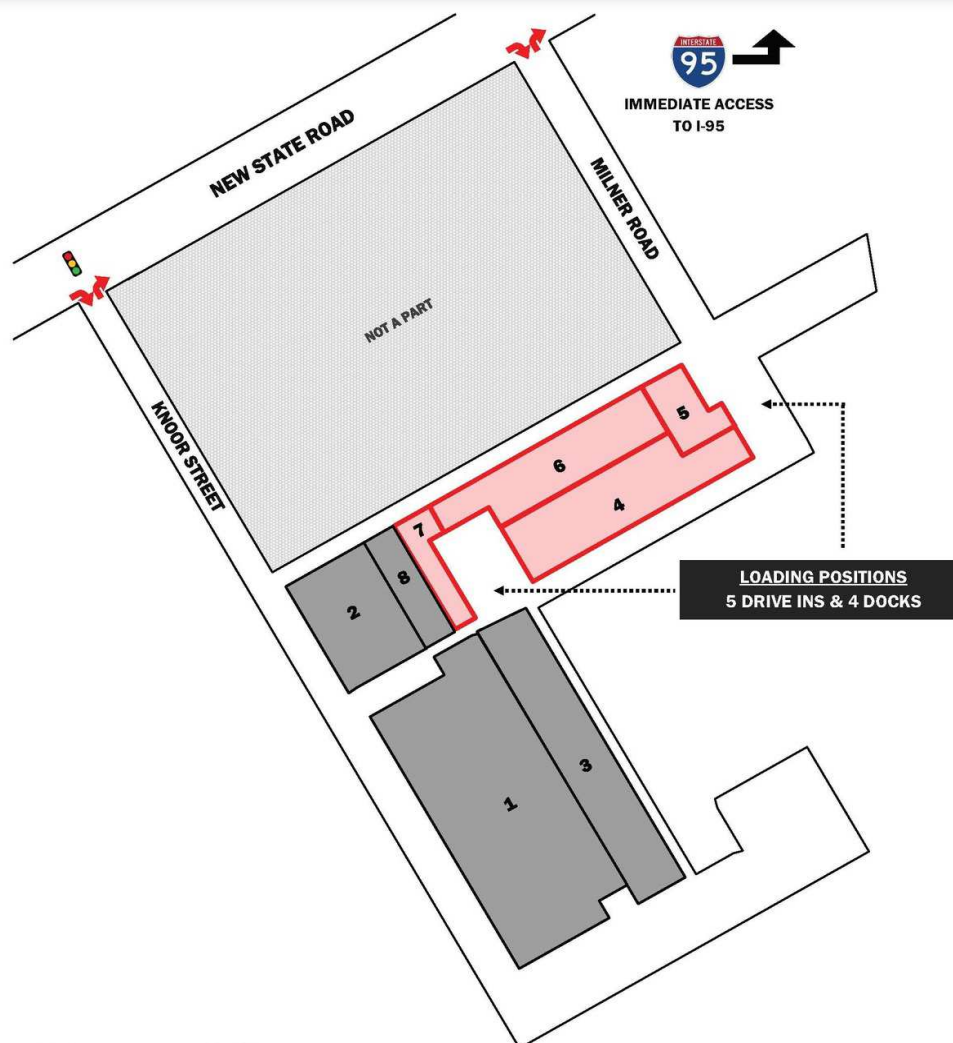 INTERSTATE
95
IMMEDIATE ACCESS
TO I-95
NEW STATE ROAD
MILNER ROAD
NOT A PART
KNOOR STREET
5
6
4
7
8
2
LOADING POSITIONS
5 DRIVE INS & 4 DOCKS
3
1